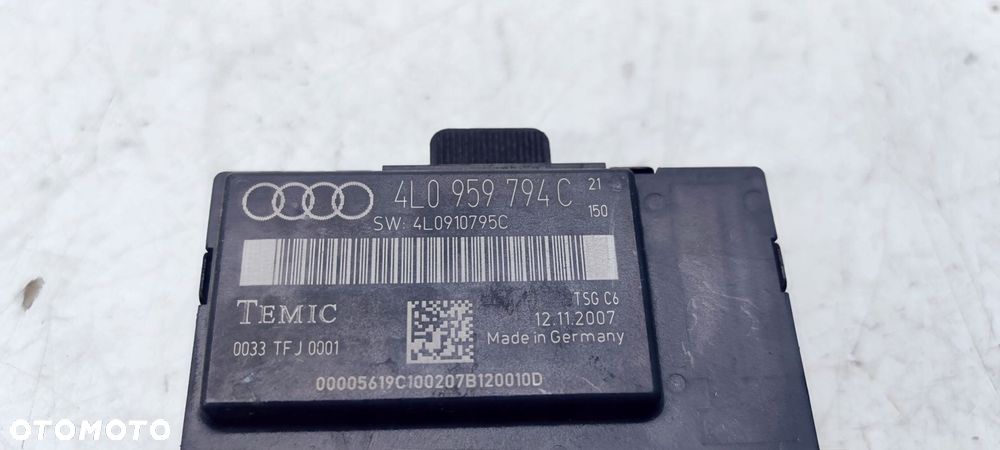 4L0 959 794 C 21
150
SW: 4L0910795C
TEMIC
TSG C6
12.11.2007
Made in Germany
0033 TFJ 0001
00005619C100207B120010D
OTOMOTO